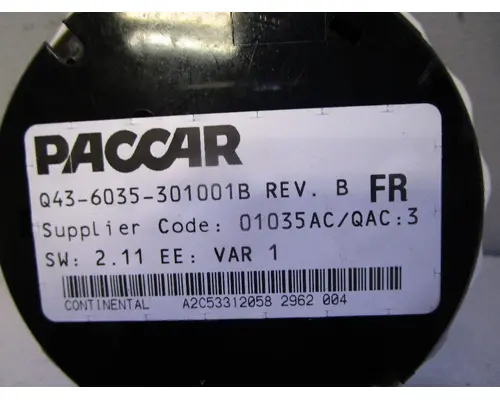 PACCAR
Q43-6035-301001B REV. B FR
Supplier Code: 01035AC/QAC:3
SW: 2.11 EE: VAR 1
CONTINENTAL A2C53312058 2962 004